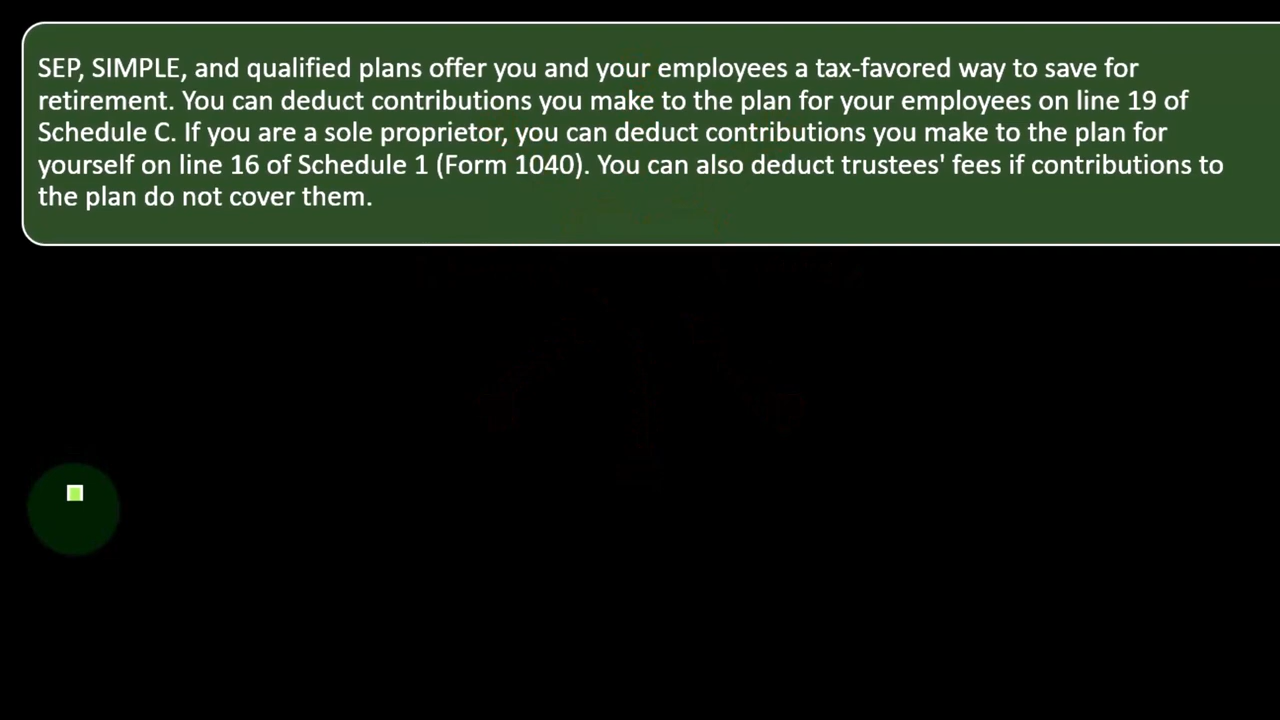 SEP, SIMPLE, and qualified plans offer you and your employees a tax-favored way to save for
retirement. You can deduct contributions you make to the plan for your employees on line 19 of
Schedule C. If you are a sole proprietor, you can deduct contributions you make to the plan for
yourself on line 16 of Schedule 1 (Form 1040). You can also deduct trustees' fees if contributions to
the plan do not cover them.